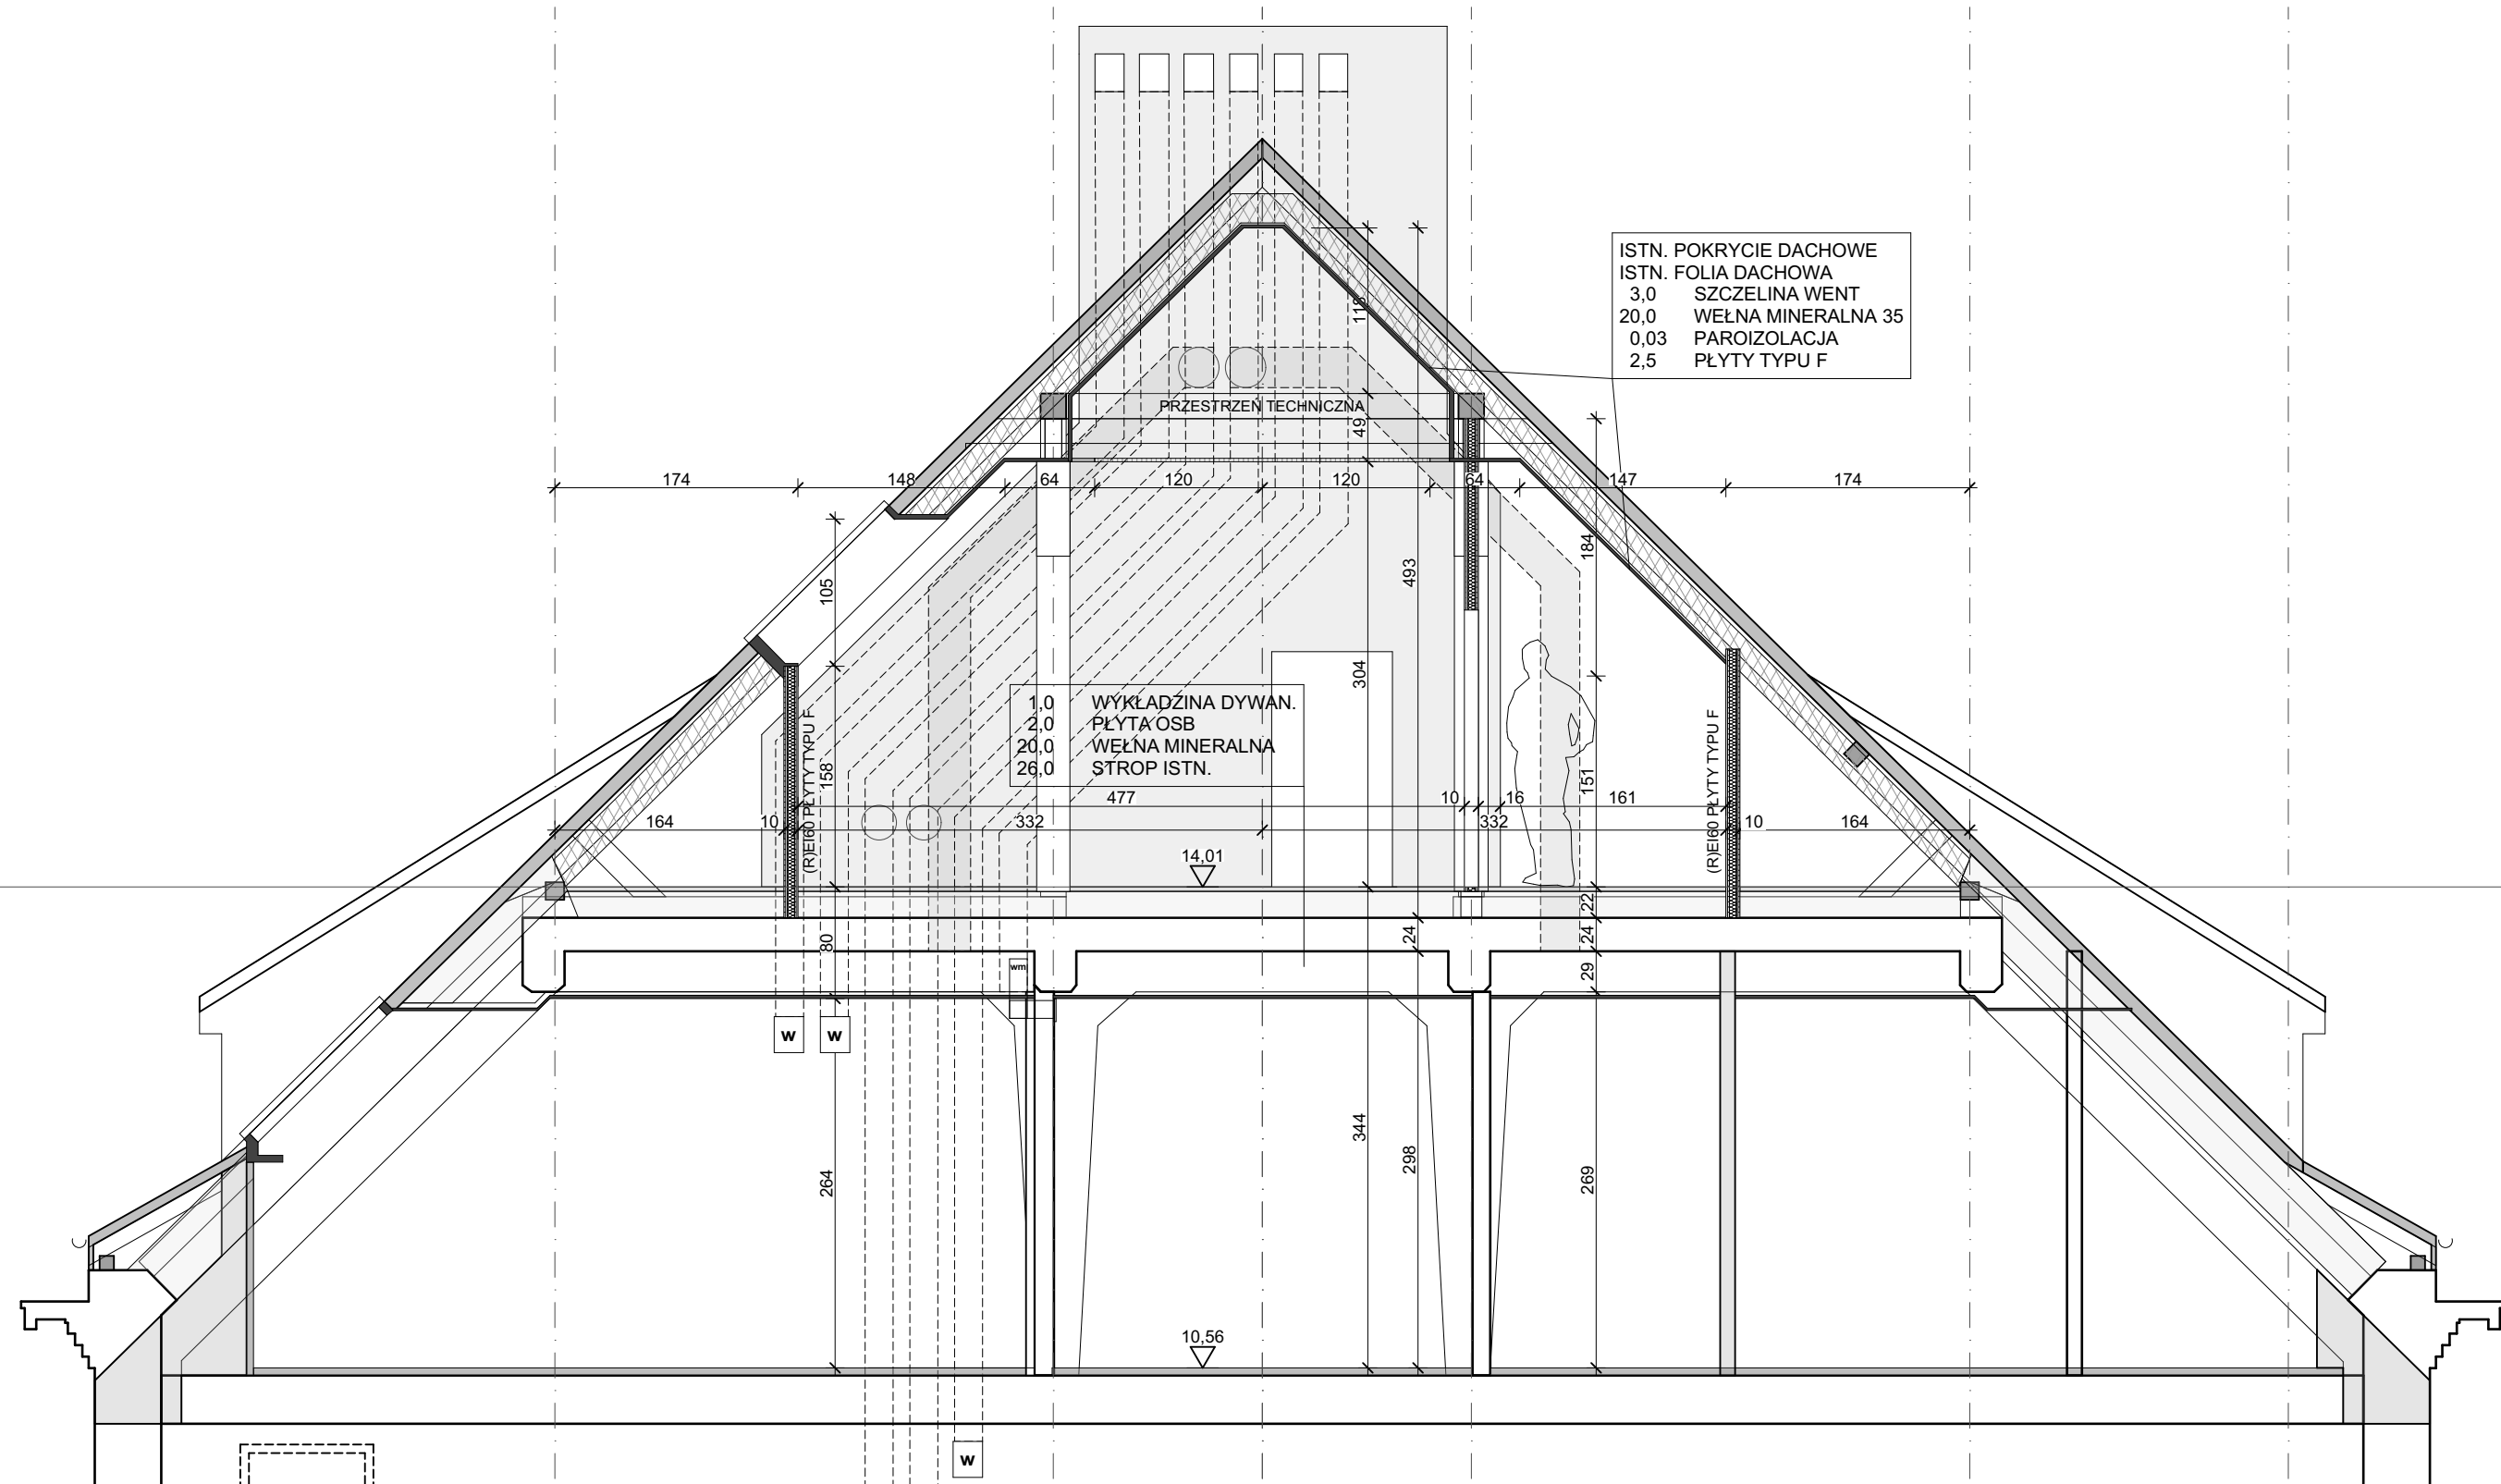 ISTN. POKRYCIE DACHOWE
ISTN. FOLIA DACHOWA
3,0 SZCZELINA WENT
20,0 WEŁNA MINERALNA 35
0,03 PAROIZOLACJA
2,5 PŁYTY TYPU F
118
PRZESTRZEŃ TECHNICZNA
49
174 148 64 120 120 64 147 174
105
493
184
304
1,0 WYKŁADZINA DYWAN.
2,0 PŁYTA OSB
20,0 WEŁNA MINERALNA
26,0 STROP ISTN.
(R)EI60 PŁYTY TYPU F
158
151
(R)EI60 PŁYTY TYPU F
477 10 16 161
164 10 332 332 10 164
14,01
22
80
24
24
29
wm
W
W
344
298
264
269
10,56
W